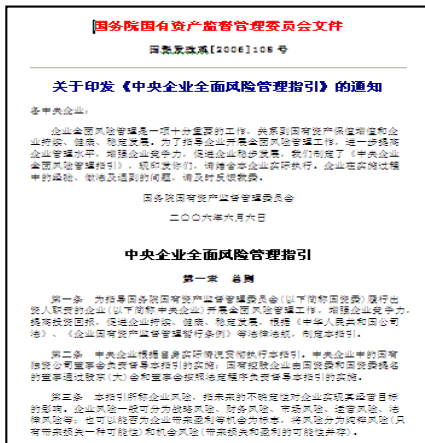 国务院国有资产监督管理委员会文件
国资发改革[2006]108 号
关于印发《中央企业全面风险管理指引》的通知
各中央企业：
企业全面风险管理是一项十分重要的工作，关系到国有资产保值增值和企
业持续、健康、稳定发展。为了指导企业开展全面风险管理工作，进一步提高
企业管理水平，增强企业竞争力，促进企业稳步发展，我们制定了《中央企业
全面风险管理指引》，现印发你们，请结合本企业实际执行。企业在实施过程
中的经验、做法及遇到的问题，请及时反馈我委。
国务院国有资产监督管理委员会
二○○六年六月六日
中央企业全面风险管理指引
第一章 总则
第一条 为指导国务院国有资产监督管理委员会(以下简称国资委)履行出
资人职责的企业(以下简称中央企业)开展全面风险管理工作，增强企业竞争力，
提高投资回报，促进企业持续、健康、稳定发展，根据《中华人民共和国公司
法》、《企业国有资产监督管理暂行条例》等法律法规，制定本指引。
第二条 中央企业根据自身实际情况贯彻执行本指引。中央企业中的国有
独资公司董事会负责督导本指引的实施；国有控股企业由国资委和国资委提名
的董事通过股东(大)会和董事会按照法定程序负责督导本指引的实施。
第三条 本指引所称企业风险，指未来的不确定性对企业实现其经营目标
的影响。企业风险一般可分为战略风险、财务风险、市场风险、运营风险、法
律风险等；也可以能否为企业带来盈利等机会为标志，将风险分为纯粹风险(只
有带来损失一种可能性)和机会风险(带来损失和盈利的可能性并存)。